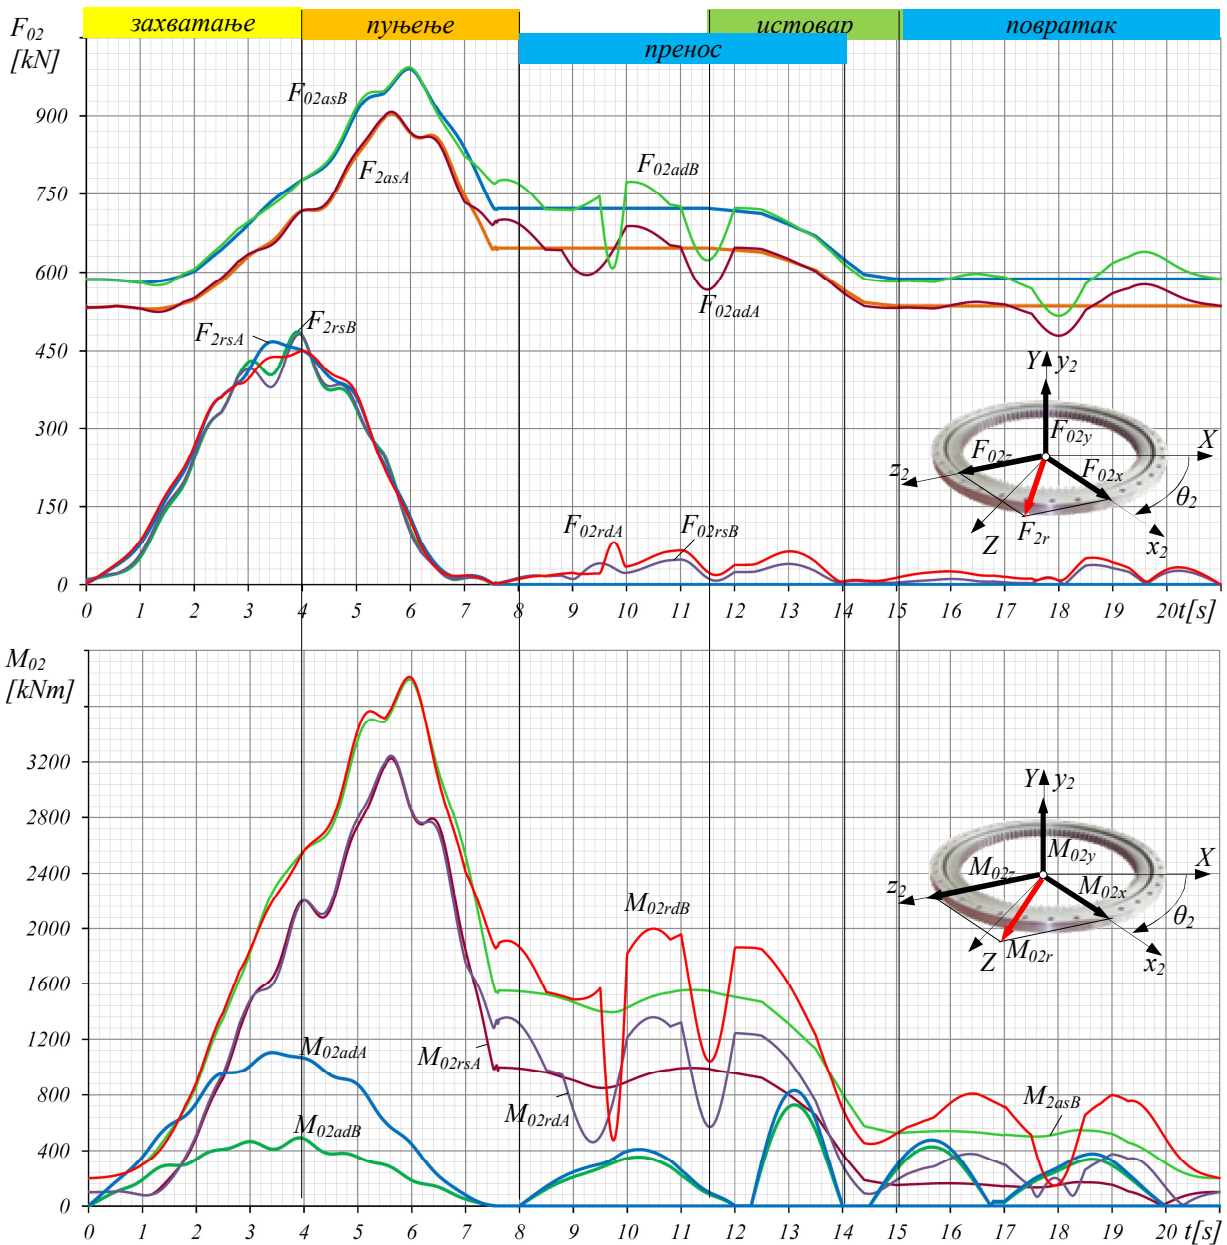 захватање пуњење истовар повратак
пренос
F02
[kN]
900
750
600
450
300
150
0
F02asB
F2asA
F02adB
F02adA
F2rsA
F2rsB
F02rdA
F02rsB
Y y2
X
F02y
F02z
F02x
z2
θ2
Z
F2r
x2
0 1 2 3 4 5 6 7 8 9 10 11 12 13 14 15 16 17 18 19 20 t[s]
M02
[kNm]
3200
2800
2400
2000
1600
1200
800
400
0
M02adA
M02adB
M02rsA
M02rdA
M02rdB
M2asB
Y y2
X
M02y
M02z
M02x
z2
θ2
Z
M02r
x2
0 1 2 3 4 5 6 7 8 9 10 11 12 13 14 15 16 17 18 19 20 t[s]